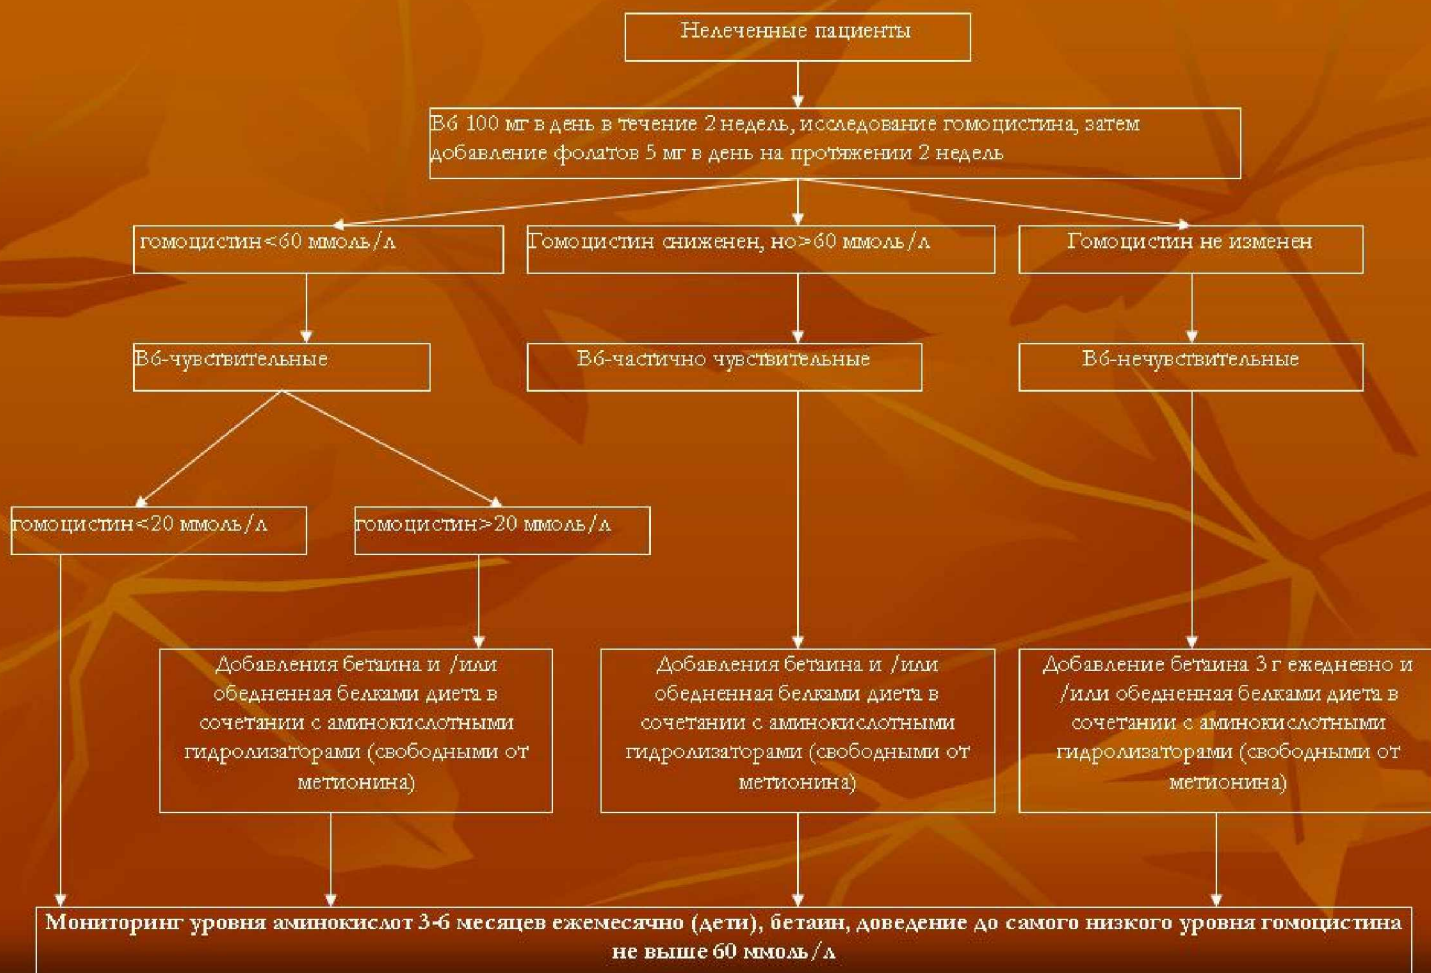 Нелеченные пациенты
В6 100 мг в день в течение 2 недель, исследование гомоцистина, затем
добавление фолатов 5 мг в день на протяжении 2 недель
гомоцистин<60 ммоль/л
Гомоцистин снижен, но>60 ммоль/л
Гомоцистин не изменен
В6-чувствительные
В6-частично чувствительные
В6-нечувствительные
гомоцистин<20 ммоль/л
гомоцистин>20 ммоль/л
Добавления бетаина и /или
обедненная белками диета в
сочетании с аминокислотными
гидролизаторами (свободными от
метионина)
Добавления бетаина и /или
обедненная белками диета в
сочетании с аминокислотными
гидролизаторами (свободными от
метионина)
Добавление бетаина 3 г ежедневно и
/или обедненная белками диета в
сочетании с аминокислотными
гидролизаторами (свободными от
метионина)
Мониторинг уровня аминокислот 3-6 месяцев ежемесячно (дети), бетаин, доведение до самого низкого уровня гомоцистина
не выше 60 ммоль/л